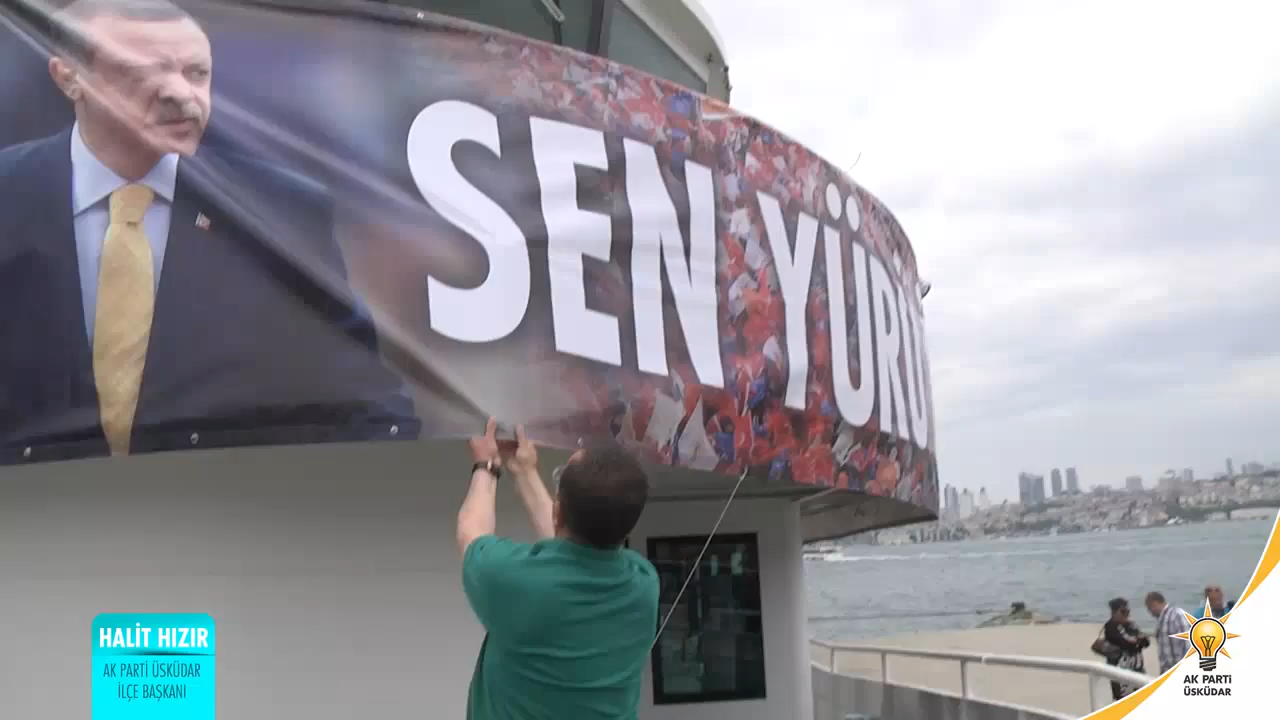 SEN YÜRÜ
HALİT HIZIR
AK PARTİ ÜSKÜDAR
İLÇE BAŞKANI
AK PARTİ
ÜSKÜDAR